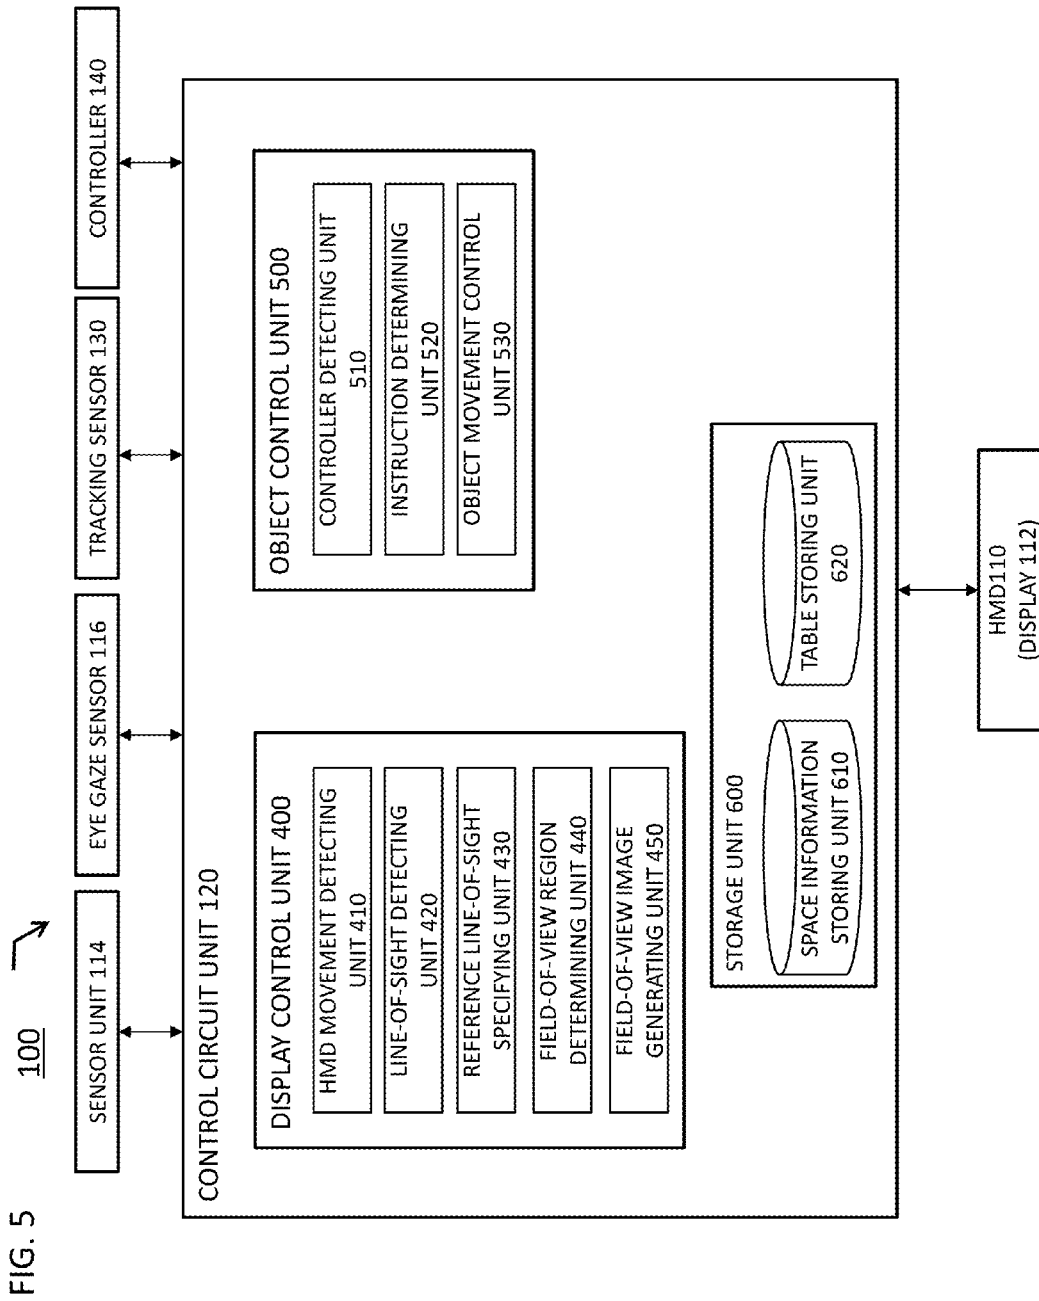 FIG. 5
100
SENSOR UNIT 114
EYE GAZE SENSOR 116
TRACKING SENSOR 130
CONTROLLER 140
CONTROL CIRCUIT UNIT 120
DISPLAY CONTROL UNIT 400
HMD MOVEMENT DETECTING
UNIT 410
LINE-OF-SIGHT DETECTING
UNIT 420
REFERENCE LINE-OF-SIGHT
SPECIFYING UNIT 430
FIELD-OF-VIEW REGION
DETERMINING UNIT 440
FIELD-OF-VIEW IMAGE
GENERATING UNIT 450
OBJECT CONTROL UNIT 500
CONTROLLER DETECTING UNIT
510
INSTRUCTION DETERMINING
UNIT 520
OBJECT MOVEMENT CONTROL
UNIT 530
STORAGE UNIT 600
SPACE INFORMATION
STORING UNIT 610
TABLE STORING UNIT
620
HMD110
(DISPLAY 112)